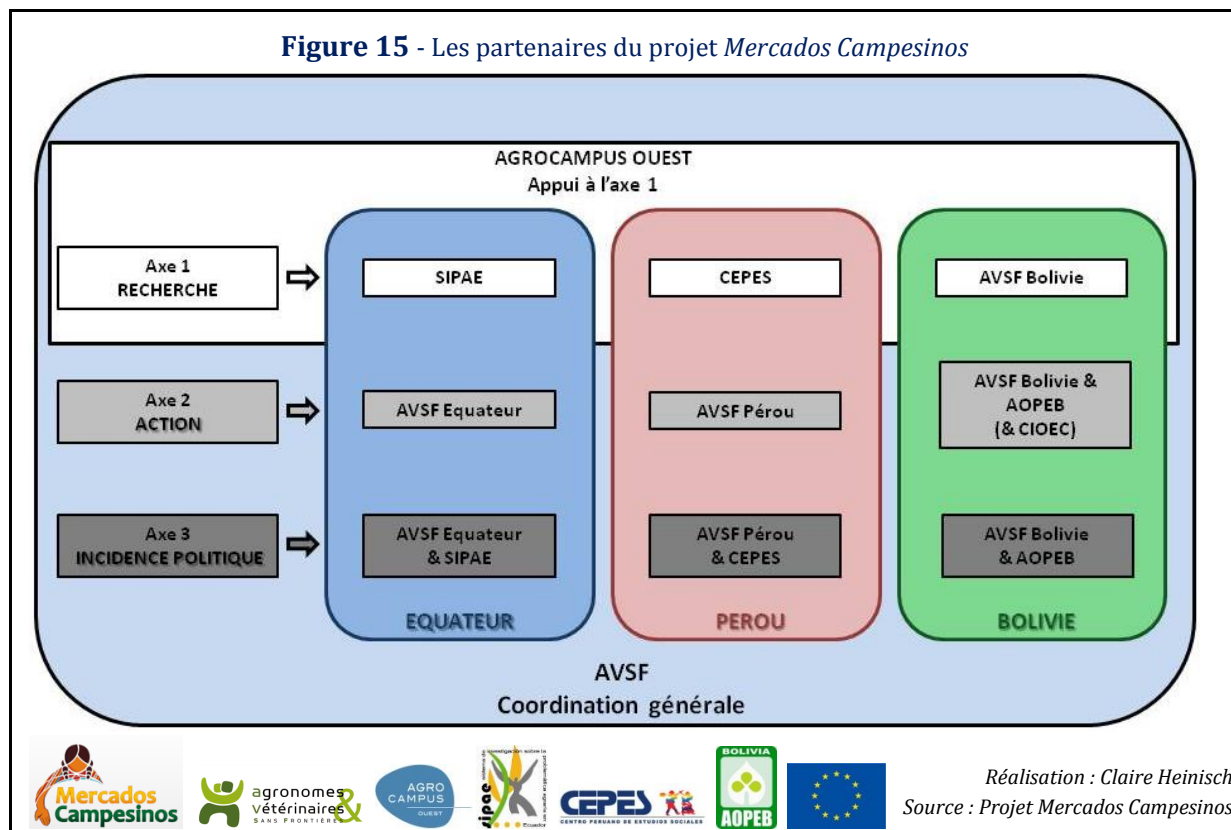 Figure 15 - Les partenaires du projet Mercados Campesinos
AGROCAMPUS OUEST
Appui à l'axe 1
Axe 1
RECHERCHE
SIPAE
CEPES
AVSF Bolivie
Axe 2
ACTION
AVSF Equateur
AVSF Pérou
AVSF Bolivie &
AOPEB
(& CIOEC)
Axe 3
INCIDENCE POLITIQUE
AVSF Equateur
& SIPAE
AVSF Pérou
& CEPES
AVSF Bolivie
& AOPEB
EQUATEUR
PEROU
BOLIVIE
AVSF
Coordination générale
Mercados
Campesinos
agronomes &
vétérinaires
SANS FRONTIÈRES
AGRO
CAMPUS
OUEST
sipae
Ecuador
CEPES
CENTRO PERUANO DE ESTUDIOS SOCIALES
BOLIVIA
AOPEB
Réalisation : Claire Heinisch
Source : Projet Mercados Campesinos